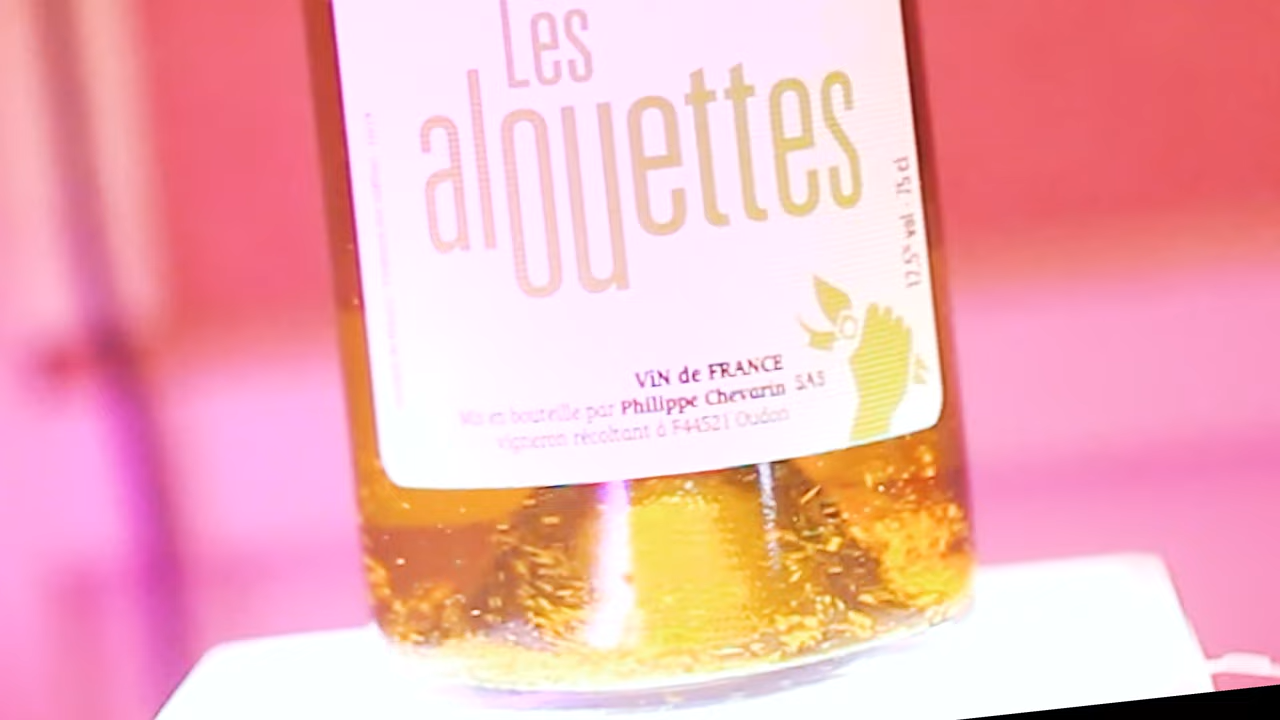 Les
alouettes
12,5% vol - 75 cl
ViN de FRANCE
Mis en bouteille par Philippe Chevarin S.A.S
vigneron récoltant à F44521 Oudon